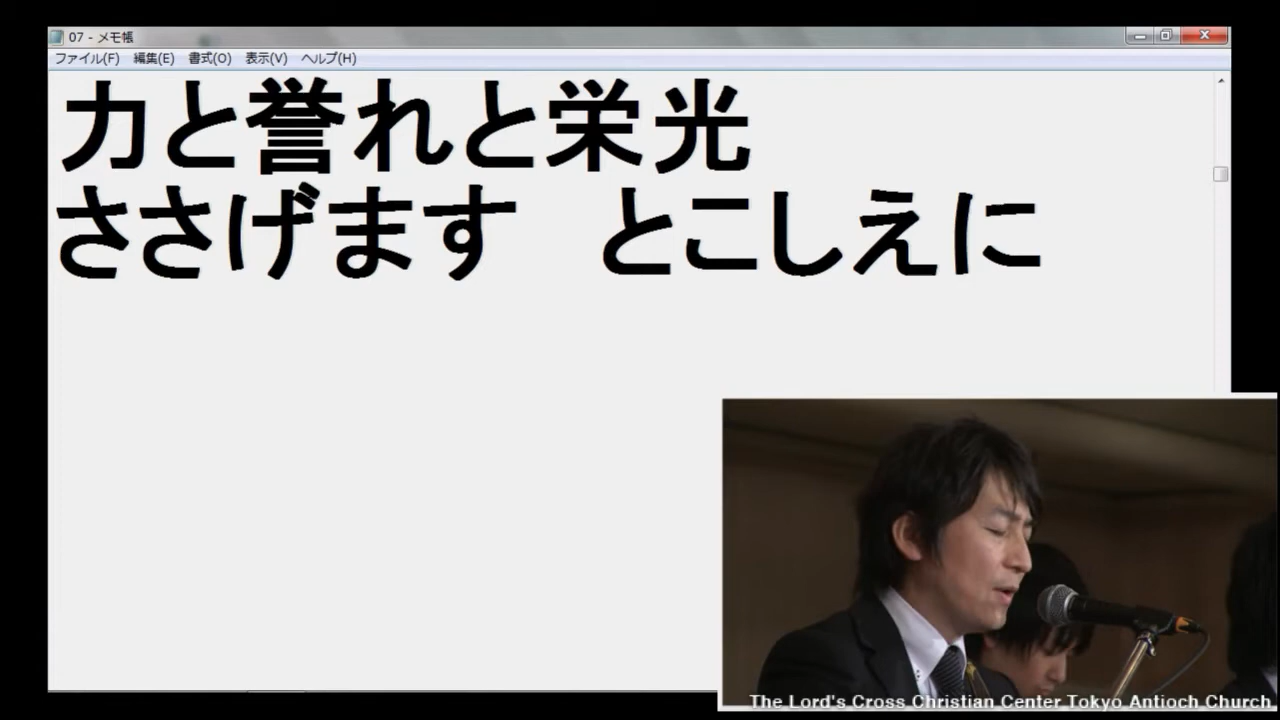 07 - メモ帳
ファイル(F) 編集(E) 書式(O) 表示(V) ヘルプ(H)
力と誉れと栄光
ささげます　とこしえに
The Lord's Cross Christian Center Tokyo Antioch Church